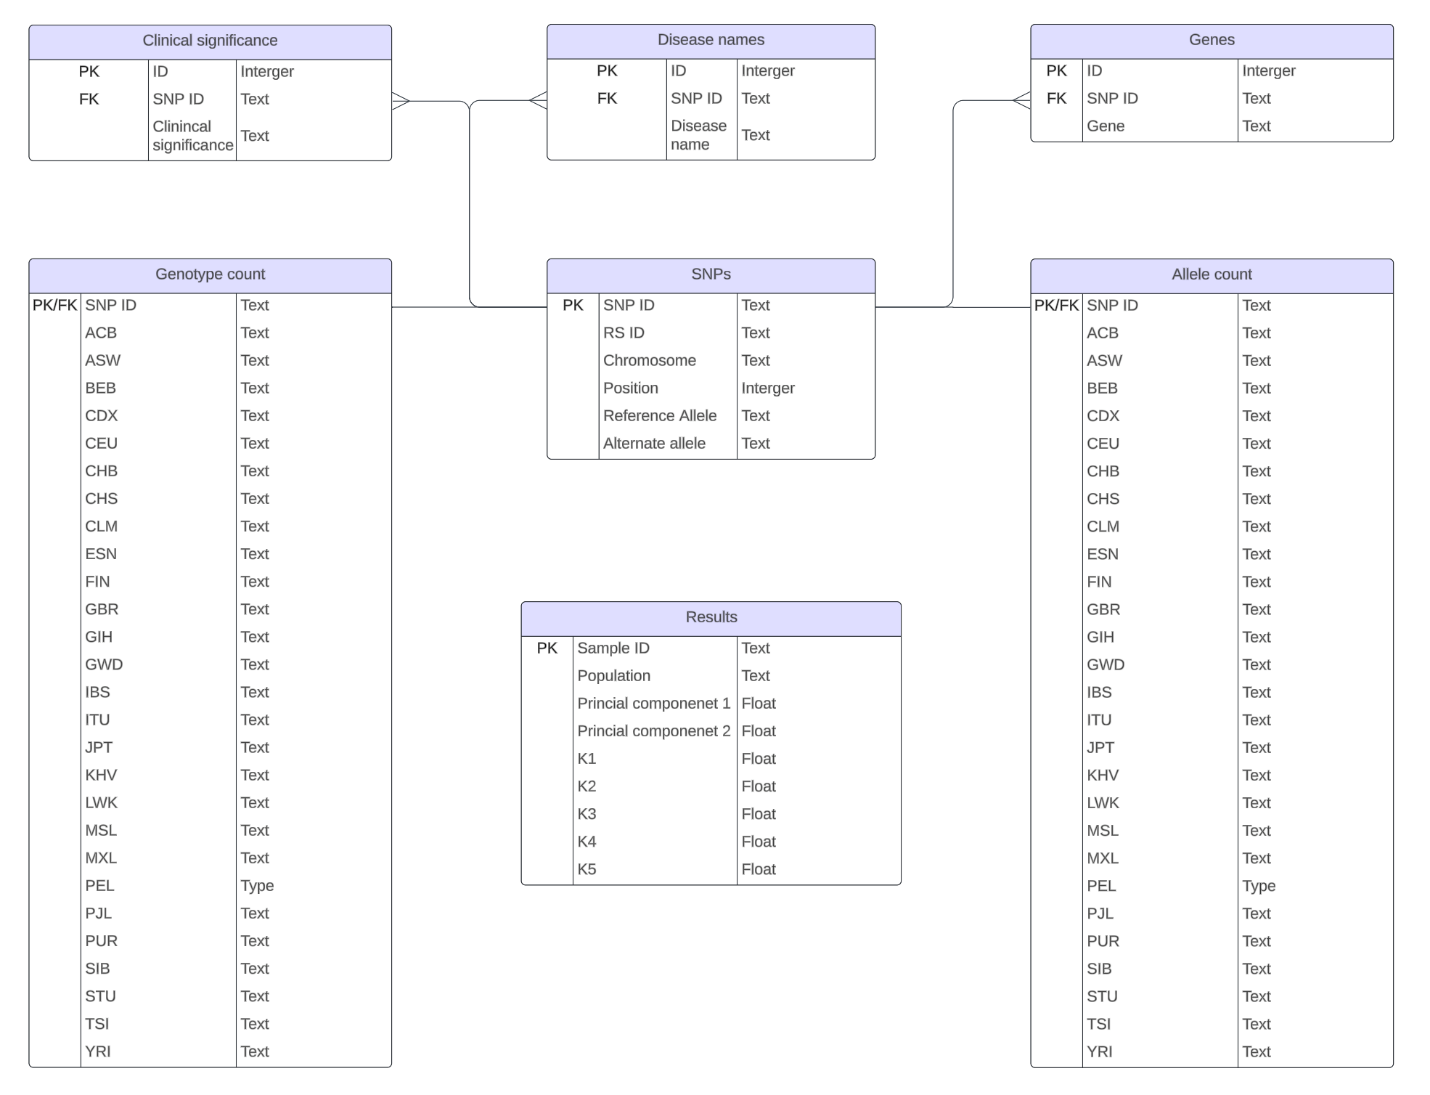 Clinical significance
PK ID Interger
FK SNP ID Text
Clinincal
significance Text
Disease names
PK ID Interger
FK SNP ID Text
Disease
name Text
Genes
PK ID Interger
FK SNP ID Text
Gene Text
Genotype count
PK/FK SNP ID Text
ACB Text
ASW Text
BEB Text
CDX Text
CEU Text
CHB Text
CHS Text
CLM Text
ESN Text
FIN Text
GBR Text
GIH Text
GWD Text
IBS Text
ITU Text
JPT Text
KHV Text
LWK Text
MSL Text
MXL Text
PEL Type
PJL Text
PUR Text
SIB Text
STU Text
TSI Text
YRI Text
SNPs
PK SNP ID Text
RS ID Text
Chromosome Text
Position Interger
Reference Allele Text
Alternate allele Text
Results
PK Sample ID Text
Population Text
Princial componenet 1 Float
Princial componenet 2 Float
K1 Float
K2 Float
K3 Float
K4 Float
K5 Float
Allele count
PK/FK SNP ID Text
ACB Text
ASW Text
BEB Text
CDX Text
CEU Text
CHB Text
CHS Text
CLM Text
ESN Text
FIN Text
GBR Text
GIH Text
GWD Text
IBS Text
ITU Text
JPT Text
KHV Text
LWK Text
MSL Text
MXL Text
PEL Type
PJL Text
PUR Text
SIB Text
STU Text
TSI Text
YRI Text